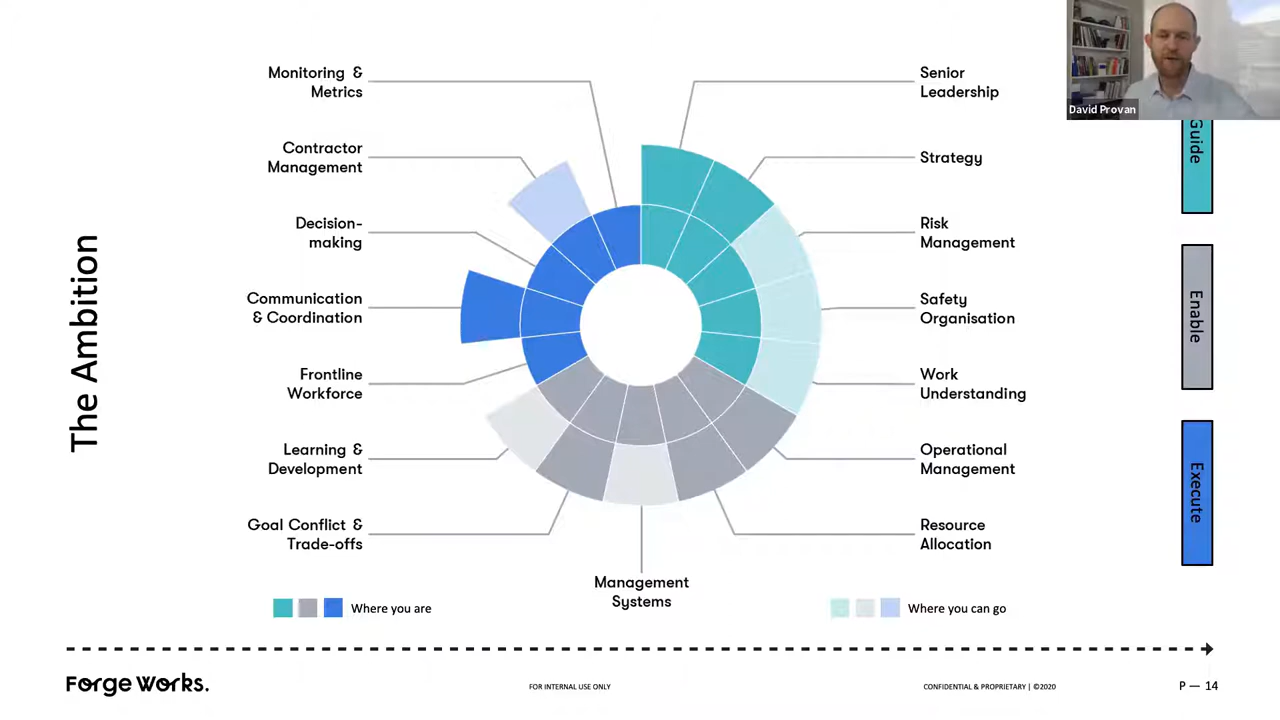 Monitoring &
Metrics
Contractor
Management
Decision-
making
Communication
& Coordination
Frontline
Workforce
Learning &
Development
Goal Conflict &
Trade-offs
Management
Systems
Senior
Leadership
Strategy
Risk
Management
Safety
Organisation
Work
Understanding
Operational
Management
Resource
Allocation
The Ambition
David Provan
Guide
Enable
Execute
Where you are
Where you can go
Forge Works.
FOR INTERNAL USE ONLY
CONFIDENTIAL & PROPRIETARY | ©2020
P — 14